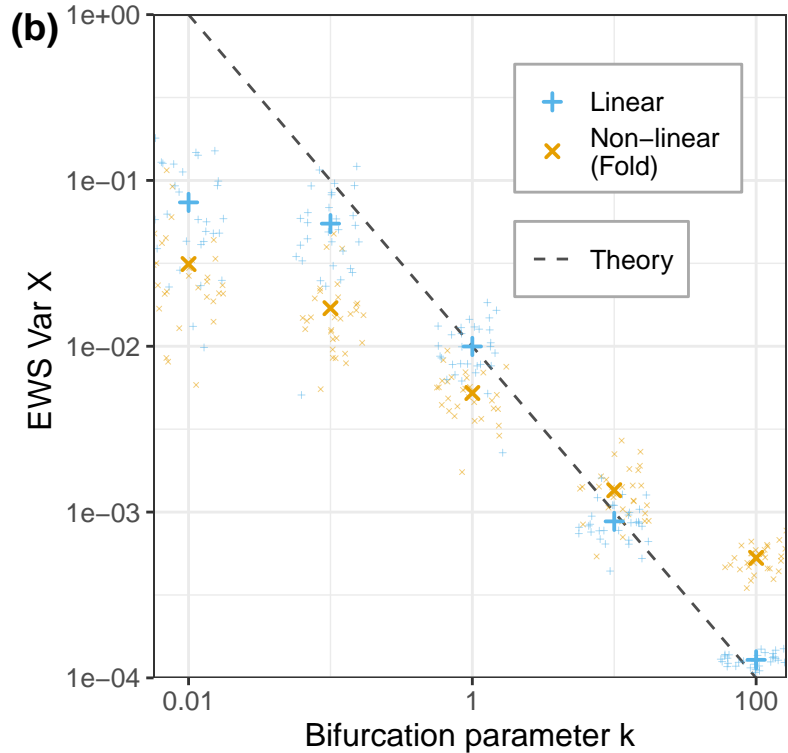 (b)
1e+00
1e−01
1e−02
1e−03
1e−04
EWS Var X
Linear
Non−linear
(Fold)
Theory
0.01
1
100
Bifurcation parameter k